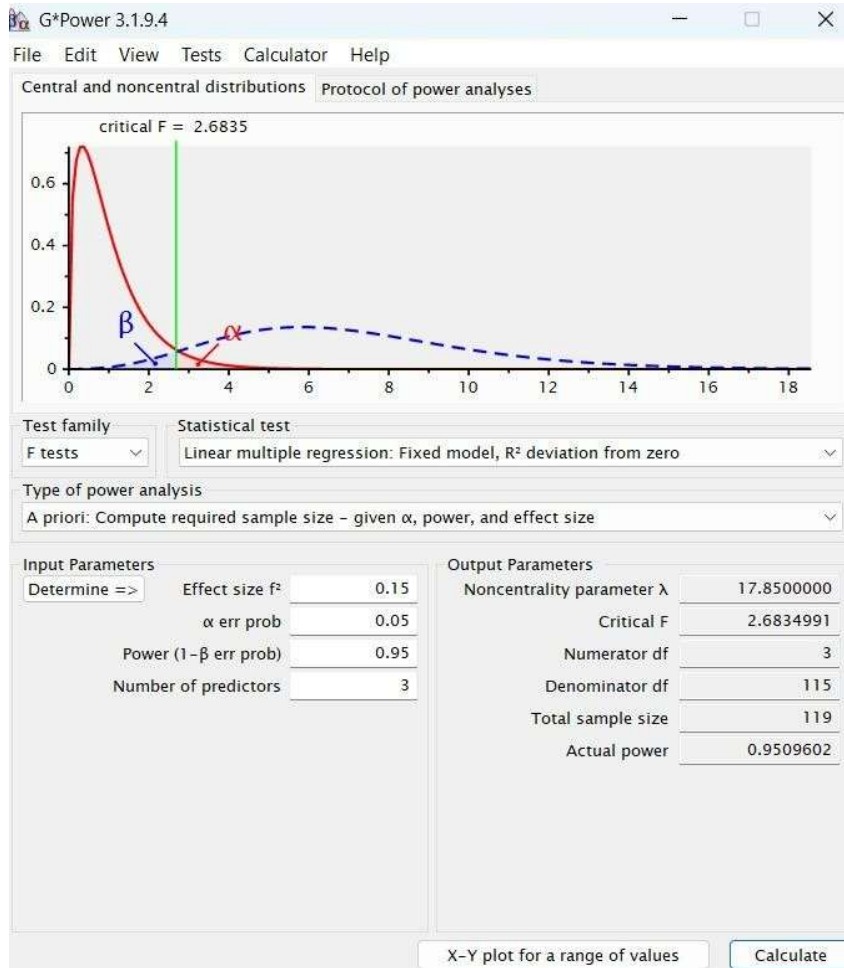 G*Power 3.1.9.4
File Edit View Tests Calculator Help
Central and noncentral distributions Protocol of power analyses
critical F = 2.6835
0.6
0.4
0.2
0
β
α
0 2 4 6 8 10 12 14 16 18
Test family Statistical test
F tests Linear multiple regression: Fixed model, R² deviation from zero
Type of power analysis
A priori: Compute required sample size – given α, power, and effect size
Input Parameters Output Parameters
Determine => Effect size f² 0.15 Noncentrality parameter λ 17.8500000
α err prob 0.05 Critical F 2.6834991
Power (1-β err prob) 0.95 Numerator df 3
Number of predictors 3 Denominator df 115
Total sample size 119
Actual power 0.9509602
X-Y plot for a range of values Calculate